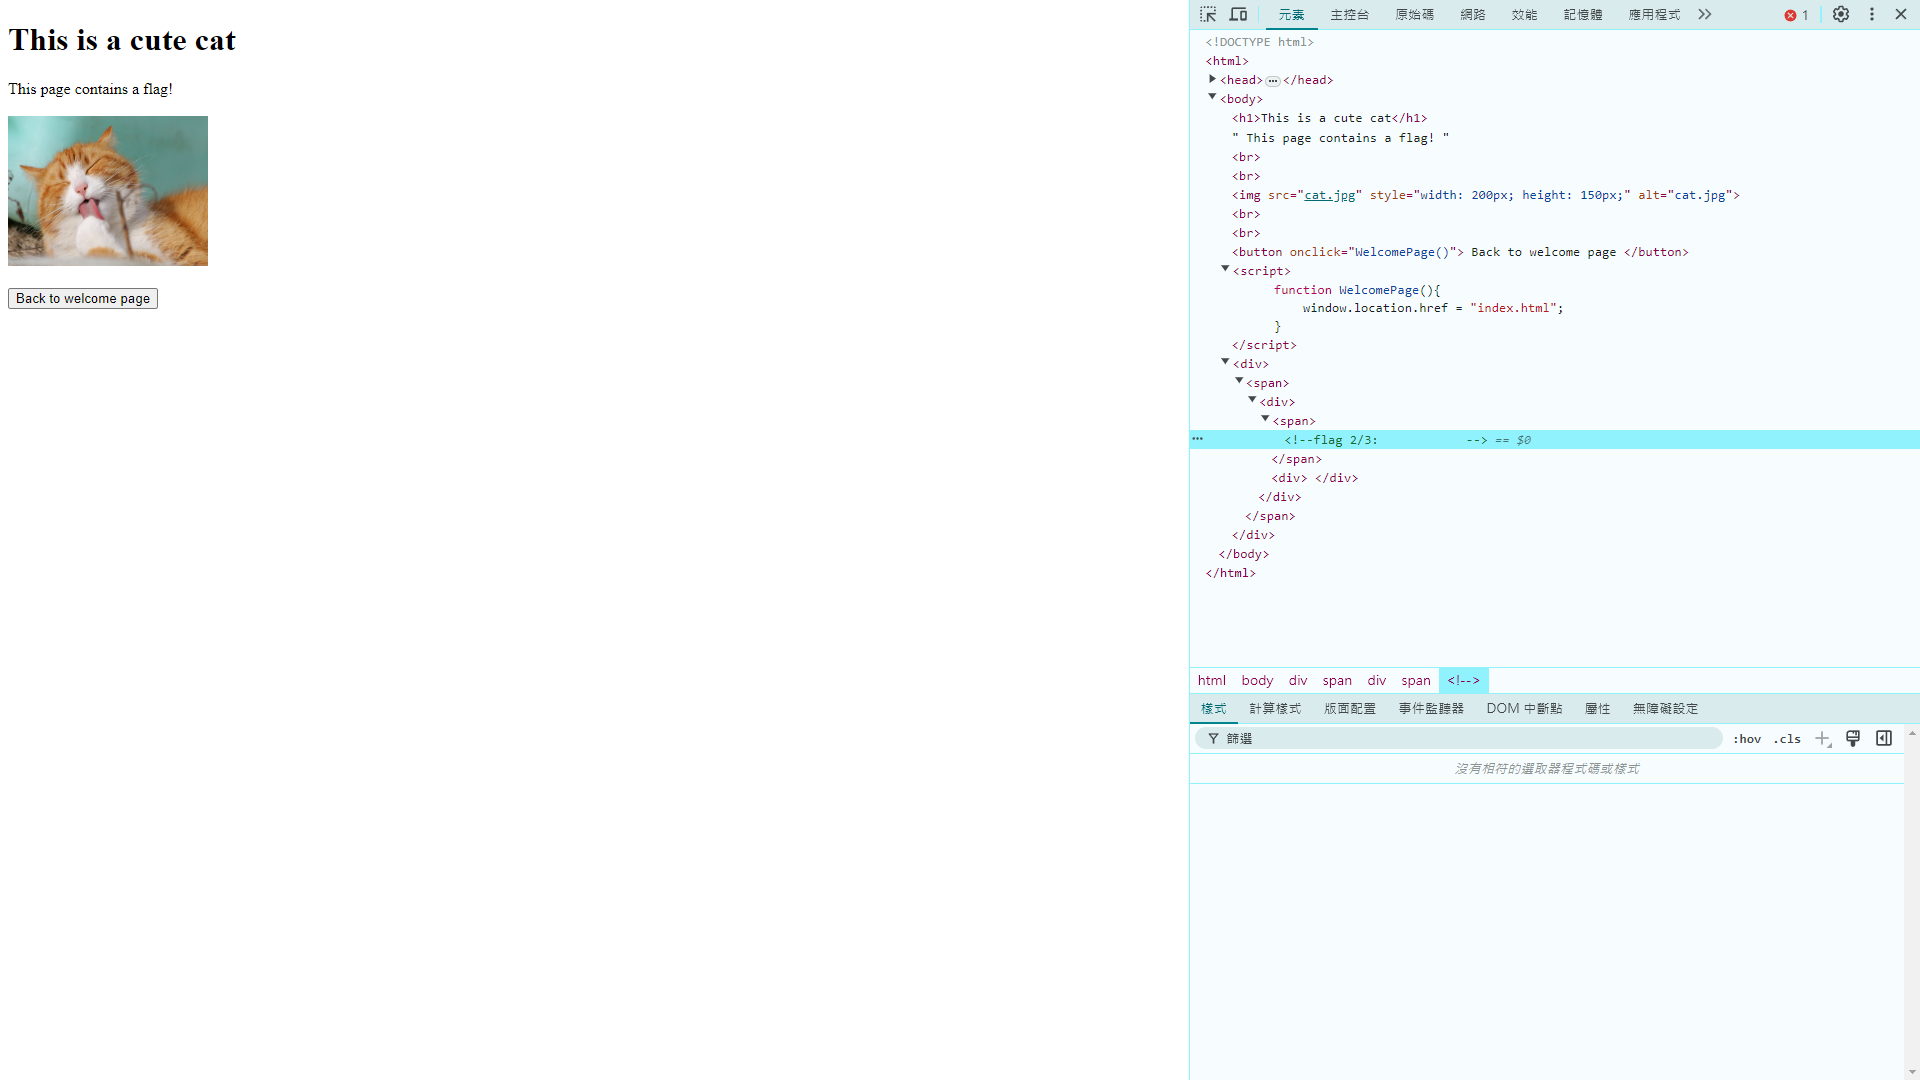 This is a cute cat
This page contains a flag!
Back to welcome page
元素 主控台 原始碼 網路 效能 記憶體 應用程式 1
<!DOCTYPE html>
<html>
<head>…</head>
<body>
<h1>This is a cute cat</h1>
" This page contains a flag! "
<br>
<br>
<img src="cat.jpg" style="width: 200px; height: 150px;" alt="cat.jpg">
<br>
<br>
<button onclick="WelcomePage()"> Back to welcome page </button>
<script>
function WelcomePage(){
window.location.href = "index.html";
}
</script>
<div>
<span>
<div>
<span>
<!--flag 2/3: --> == $0
</span>
<div> </div>
</div>
</span>
</div>
</body>
</html>
html body div span div span <!-->
樣式 計算樣式 版面配置 事件監聽器 DOM 中斷點 屬性 無障礙設定
篩選 :hov .cls
沒有相符的選取器程式碼或樣式